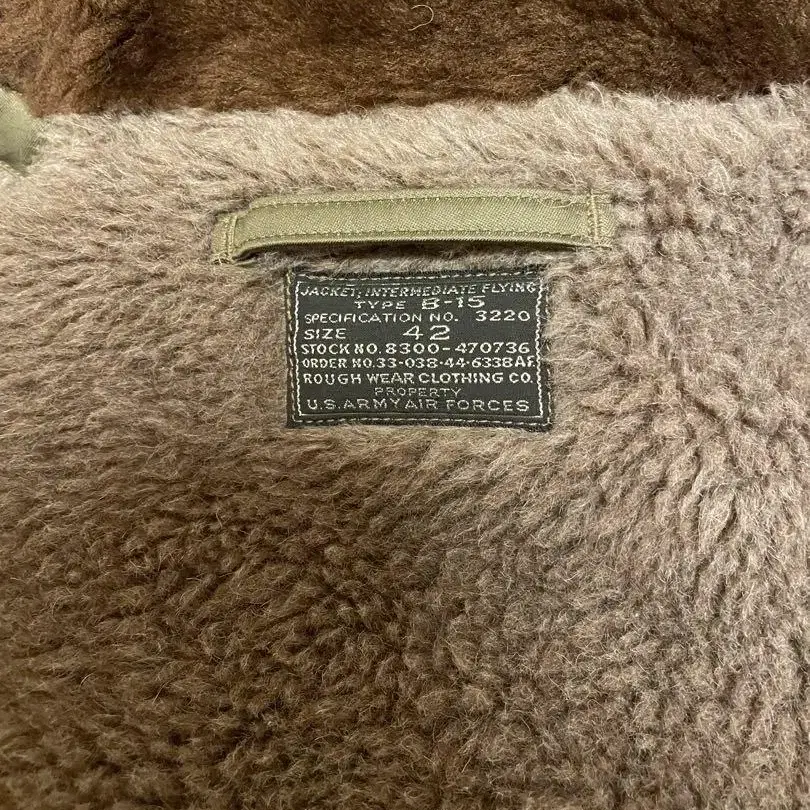 JACKET, INTERMEDIATE FLYING
TYPE B-15
SPECIFICATION NO. 3220
SIZE 42
STOCK NO. 8300-470736
ORDER NO. 33-038-44-6338AF
ROUGH WEAR CLOTHING CO.
PROPERTY
U.S. ARMY AIR FORCES